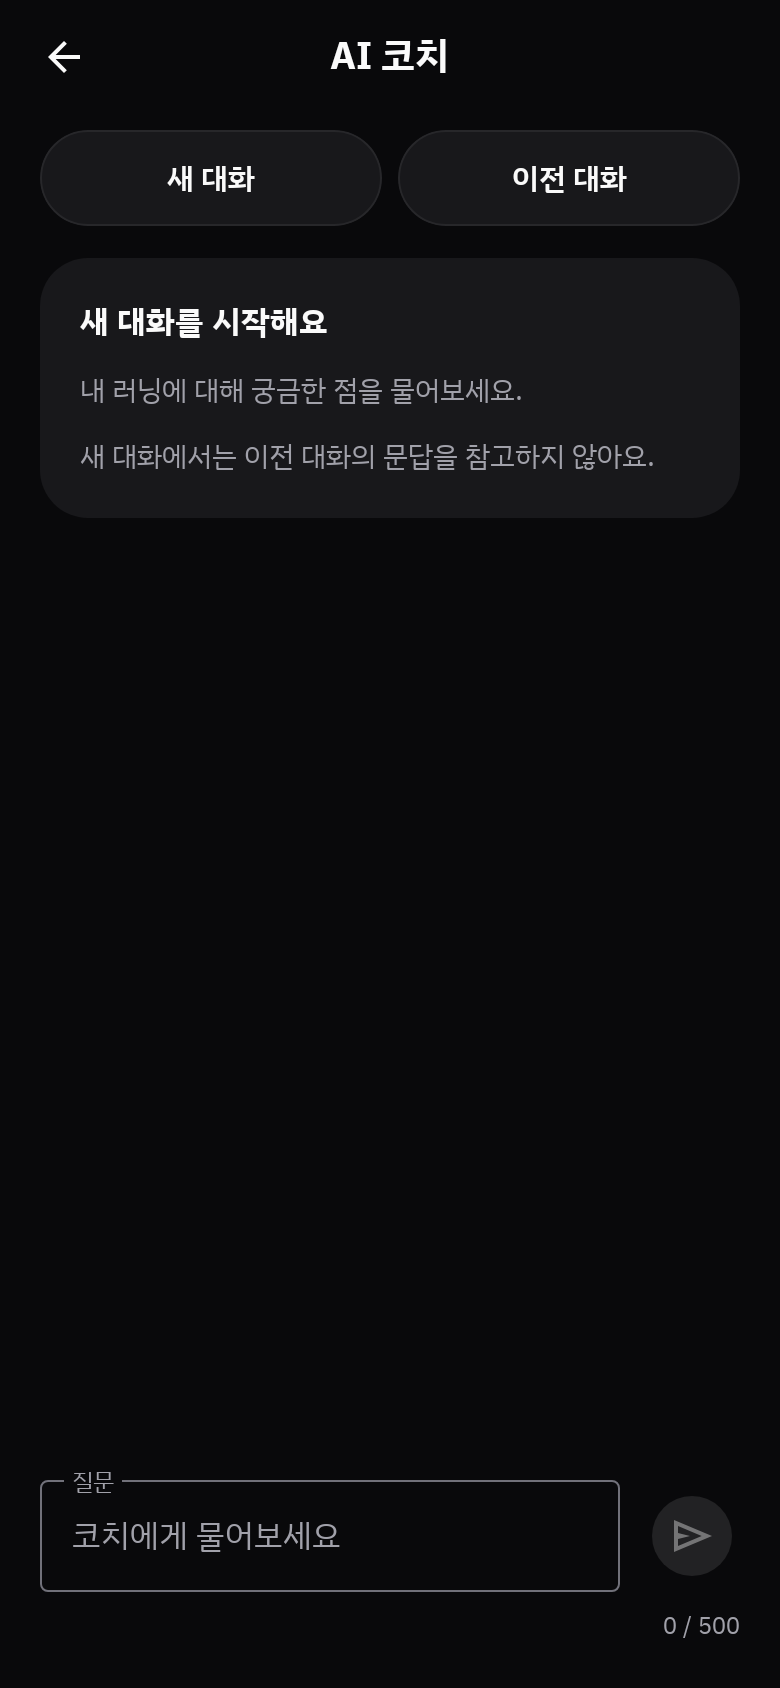 AI 코치
새 대화
이전 대화
새 대화를 시작해요
내 러닝에 대해 궁금한 점을 물어보세요.
새 대화에서는 이전 대화의 문답을 참고하지 않아요.
질문
코치에게 물어보세요
0 / 500